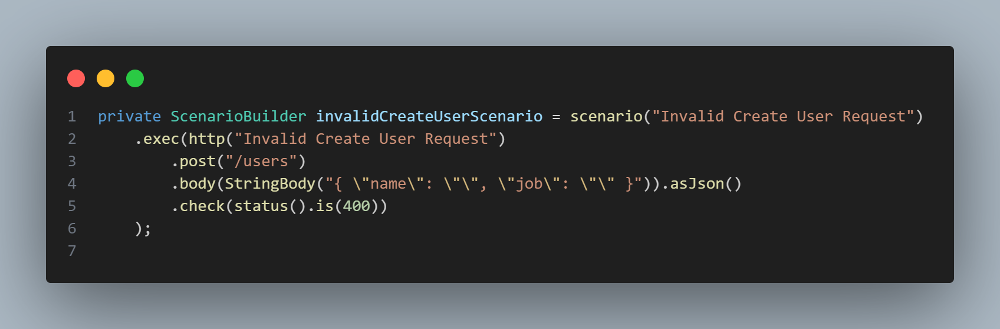 1 private ScenarioBuilder invalidCreateUserScenario = scenario("Invalid Create User Request")
2     .exec(http("Invalid Create User Request")
3         .post("/users")
4         .body(StringBody("{ \"name\": \"\", \"job\": \"\" }")).asJson()
5         .check(status().is(400))
6     );
7